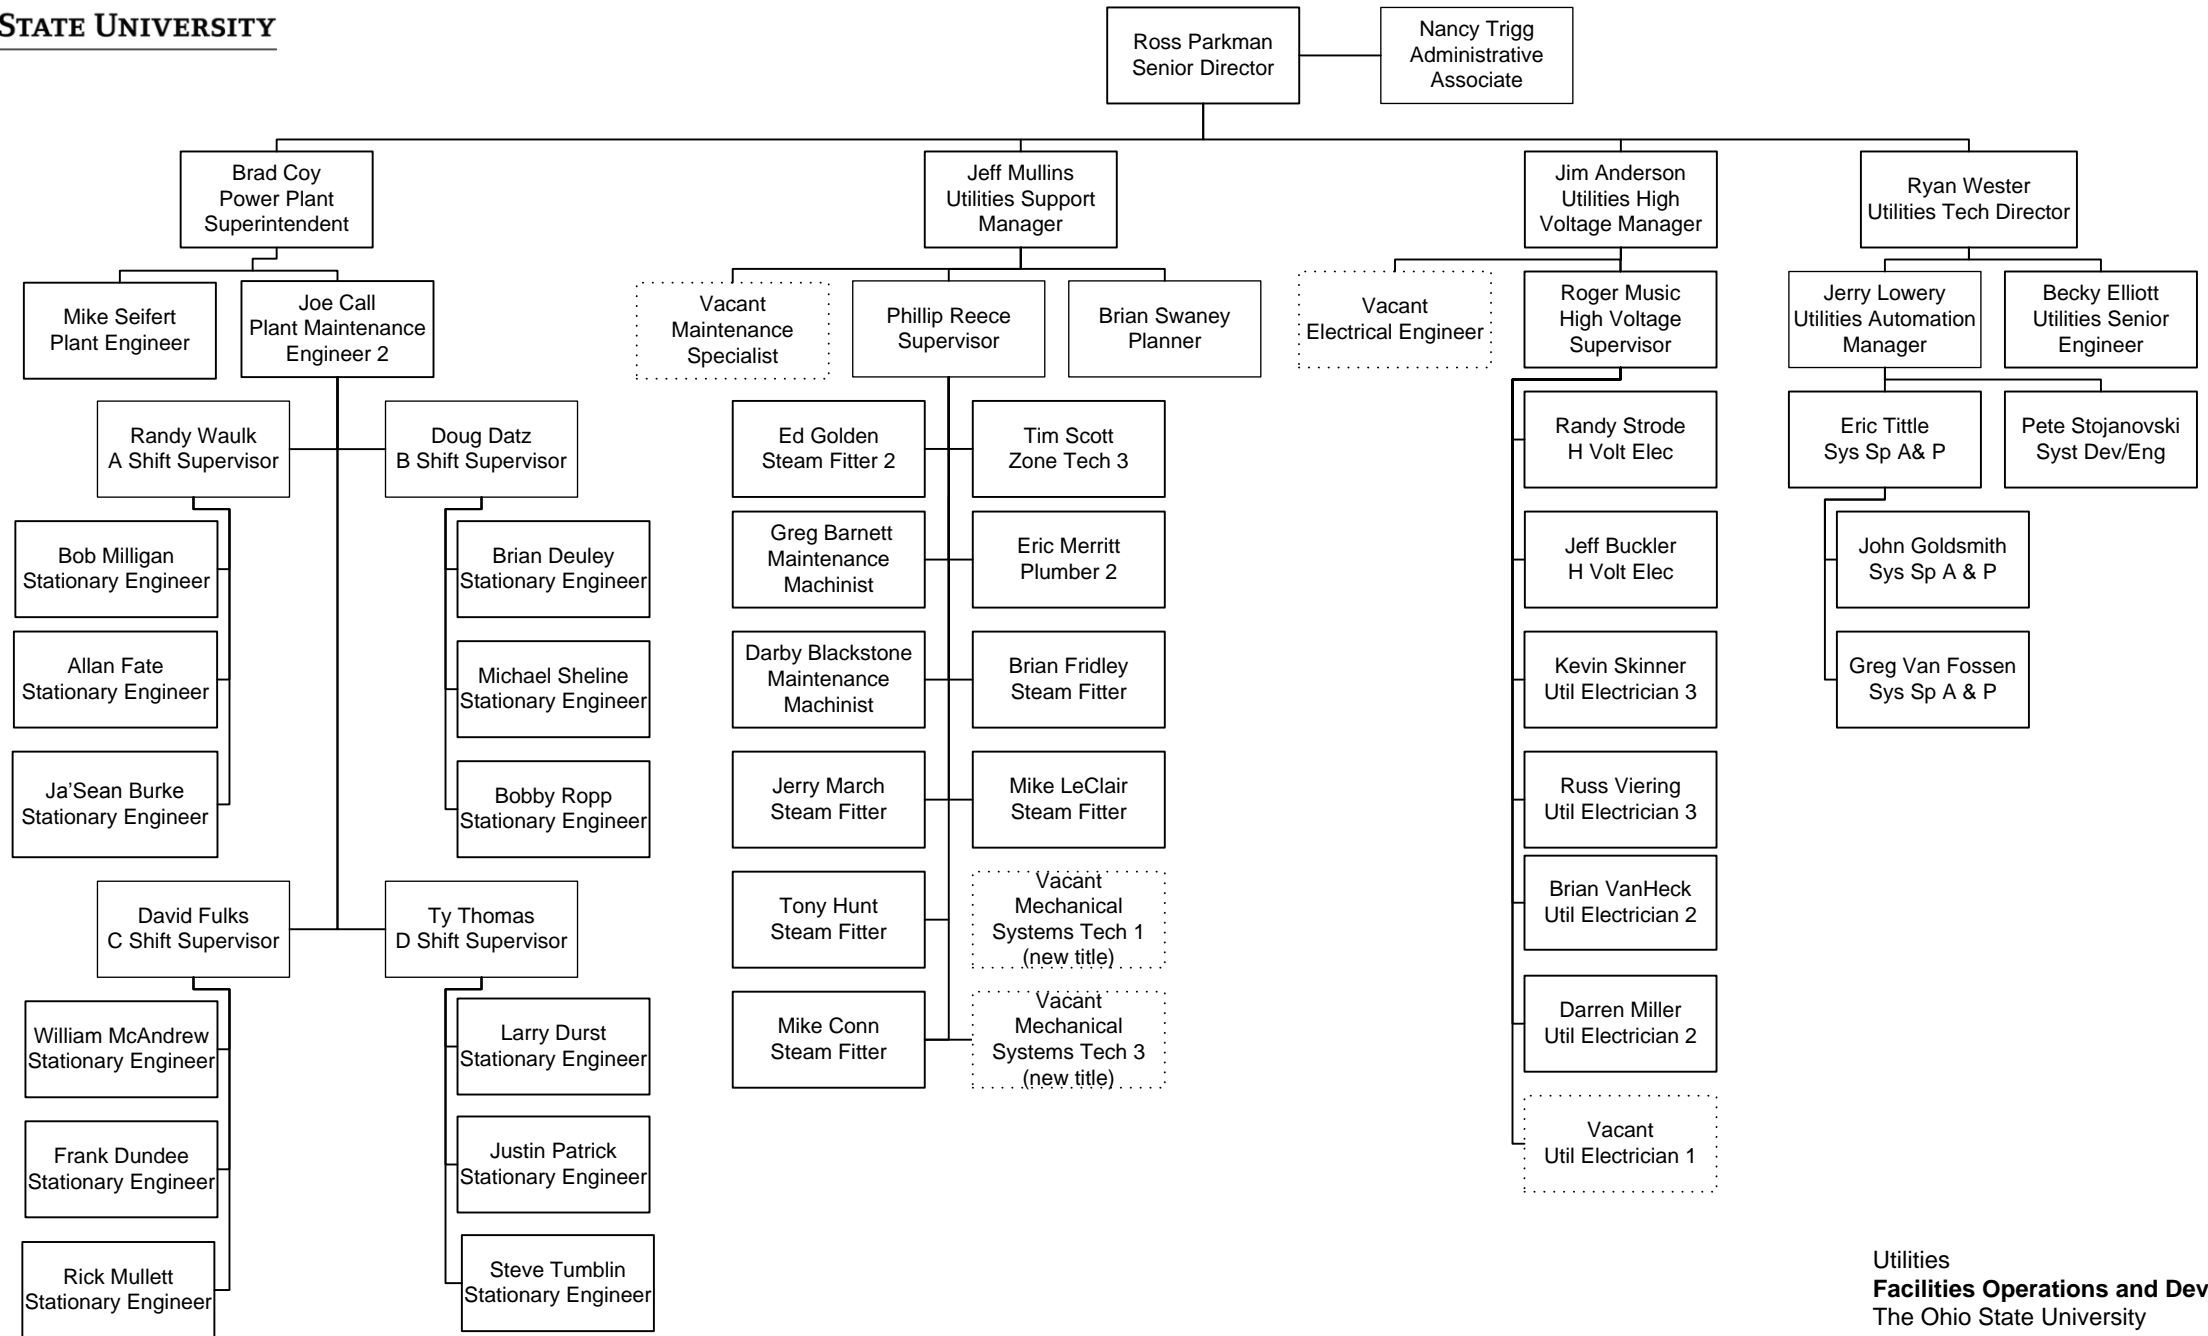 STATE UNIVERSITY
Ross Parkman
Senior Director
Nancy Trigg
Administrative
Associate
Brad Coy
Power Plant
Superintendent
Jeff Mullins
Utilities Support
Manager
Jim Anderson
Utilities High
Voltage Manager
Ryan Wester
Utilities Tech Director
Mike Seifert
Plant Engineer
Joe Call
Plant Maintenance
Engineer 2
Vacant
Maintenance
Specialist
Phillip Reece
Supervisor
Brian Swaney
Planner
Vacant
Electrical Engineer
Roger Music
High Voltage
Supervisor
Jerry Lowery
Utilities Automation
Manager
Becky Elliott
Utilities Senior
Engineer
Randy Waulk
A Shift Supervisor
Doug Datz
B Shift Supervisor
Bob Milligan
Stationary Engineer
Allan Fate
Stationary Engineer
Ja’Sean Burke
Stationary Engineer
Brian Deuley
Stationary Engineer
Michael Sheline
Stationary Engineer
Bobby Ropp
Stationary Engineer
David Fulks
C Shift Supervisor
Ty Thomas
D Shift Supervisor
William McAndrew
Stationary Engineer
Frank Dundee
Stationary Engineer
Rick Mullett
Stationary Engineer
Larry Durst
Stationary Engineer
Justin Patrick
Stationary Engineer
Steve Tumblin
Stationary Engineer
Ed Golden
Steam Fitter 2
Tim Scott
Zone Tech 3
Greg Barnett
Maintenance
Machinist
Eric Merritt
Plumber 2
Darby Blackstone
Maintenance
Machinist
Brian Fridley
Steam Fitter
Jerry March
Steam Fitter
Mike LeClair
Steam Fitter
Tony Hunt
Steam Fitter
Vacant
Mechanical
Systems Tech 1
(new title)
Mike Conn
Steam Fitter
Vacant
Mechanical
Systems Tech 3
(new title)
Randy Strode
H Volt Elec
Jeff Buckler
H Volt Elec
Kevin Skinner
Util Electrician 3
Russ Viering
Util Electrician 3
Brian VanHeck
Util Electrician 2
Darren Miller
Util Electrician 2
Vacant
Util Electrician 1
Eric Tittle
Sys Sp A& P
Pete Stojanovski
Syst Dev/Eng
John Goldsmith
Sys Sp A & P
Greg Van Fossen
Sys Sp A & P
Utilities
Facilities Operations and Dev
The Ohio State University